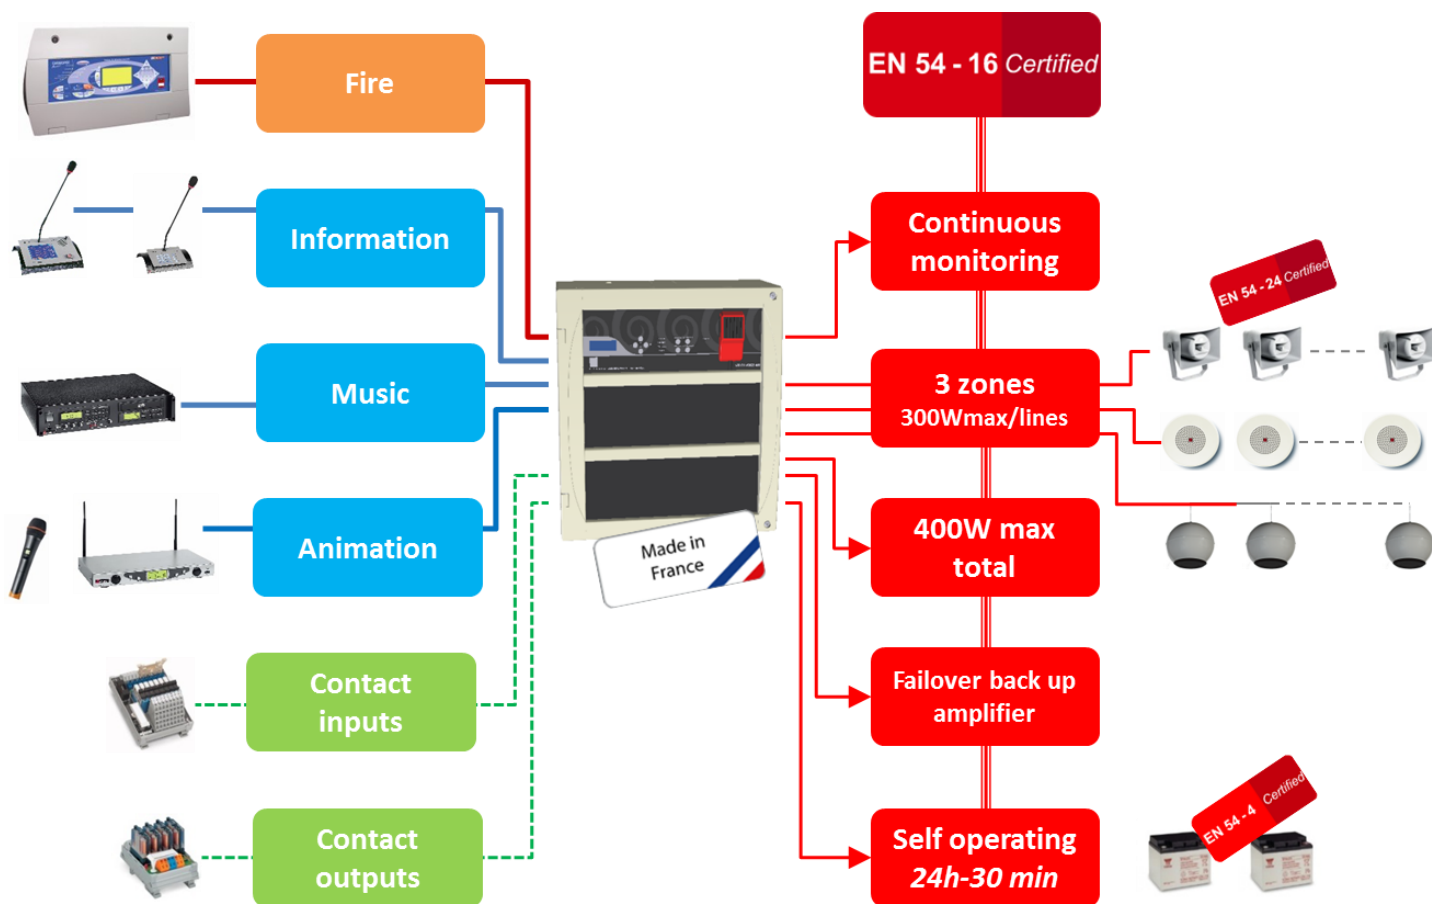 Fire
Information
Music
Animation
Contact
inputs
Contact
outputs
Made in
France
EN 54 - 16 Certified
Continuous
monitoring
3 zones
300Wmax/lines
400W max
total
Failover back up
amplifier
Self operating
24h-30 min
EN 54 - 24 Certified
EN 54 - 4 Certified